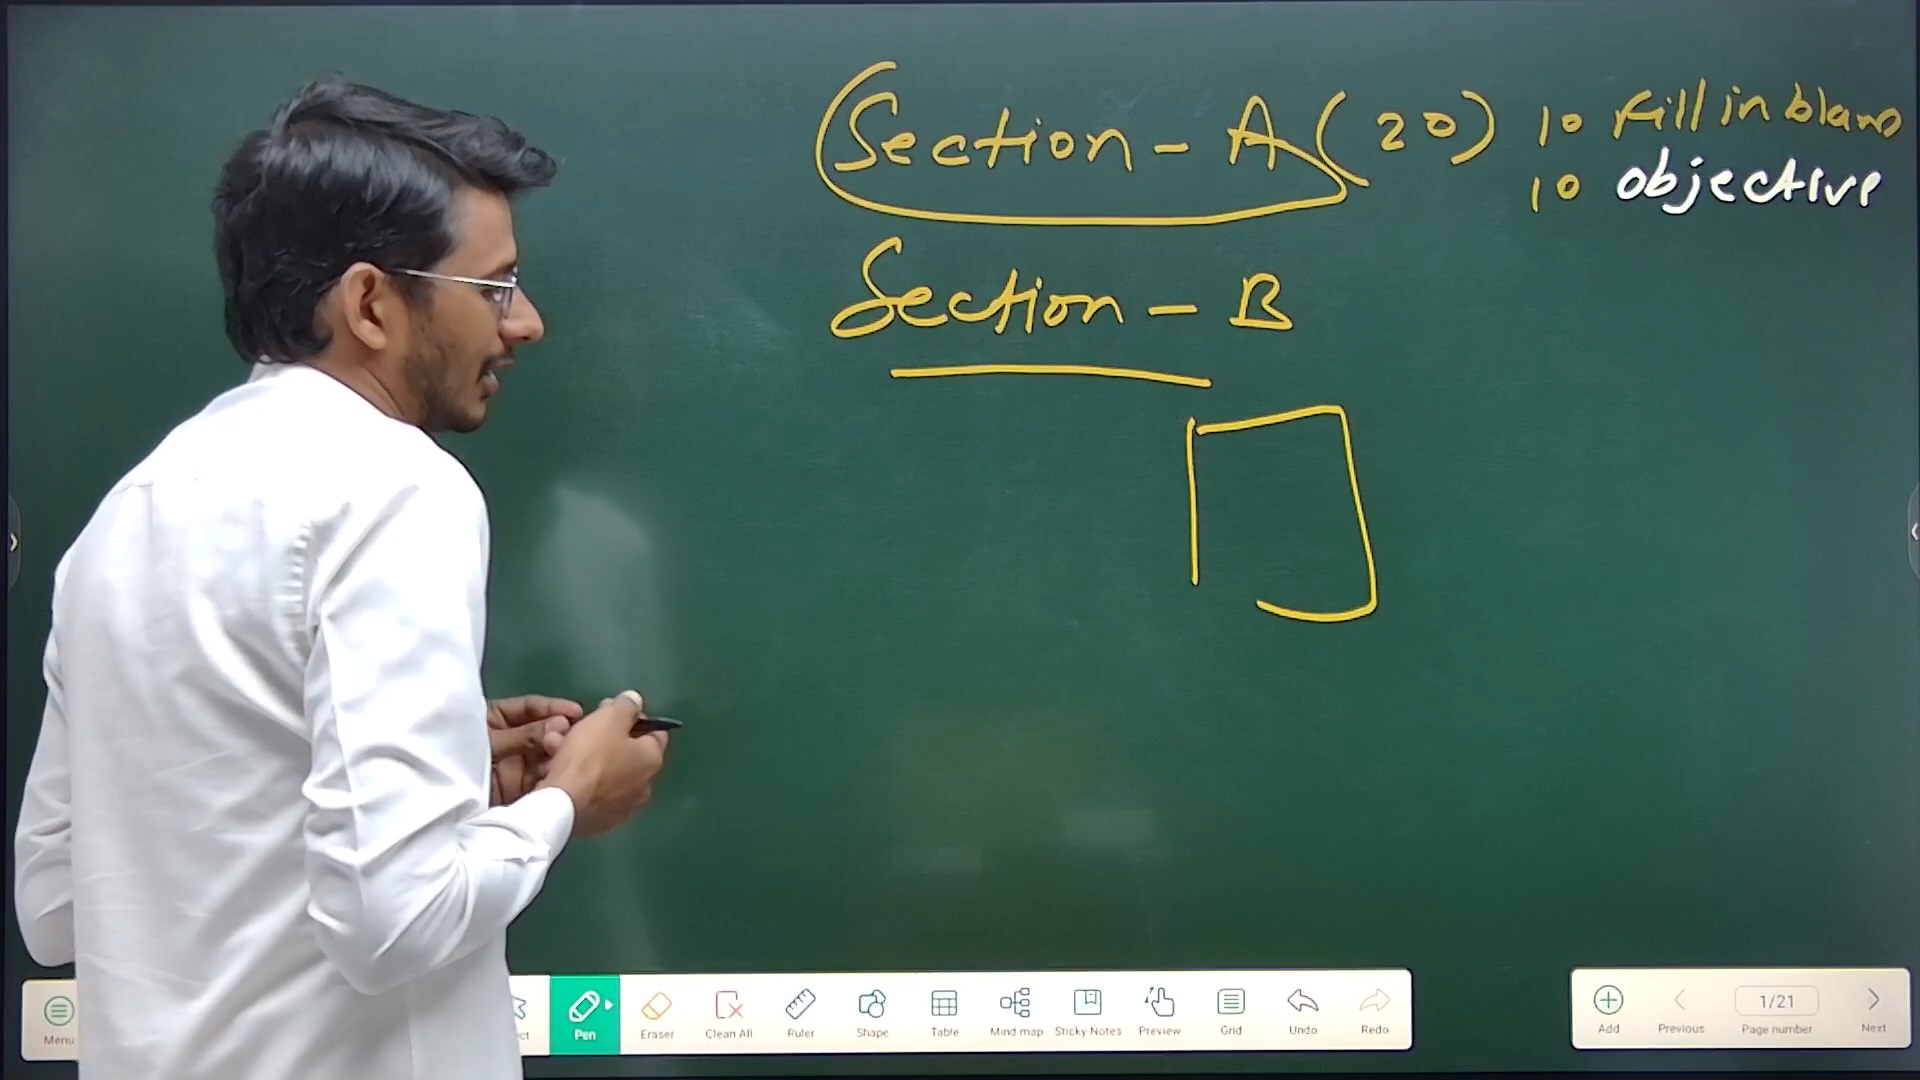 Section - A (20) 10 Fill in blans
10 objective
Section - B
Menu
ct
Pen
Eraser
Clean All
Ruler
Shape
Table
Mind map
Sticky Notes
Preview
Grid
Undo
Redo
Add
Previous
1/21
Page number
Next